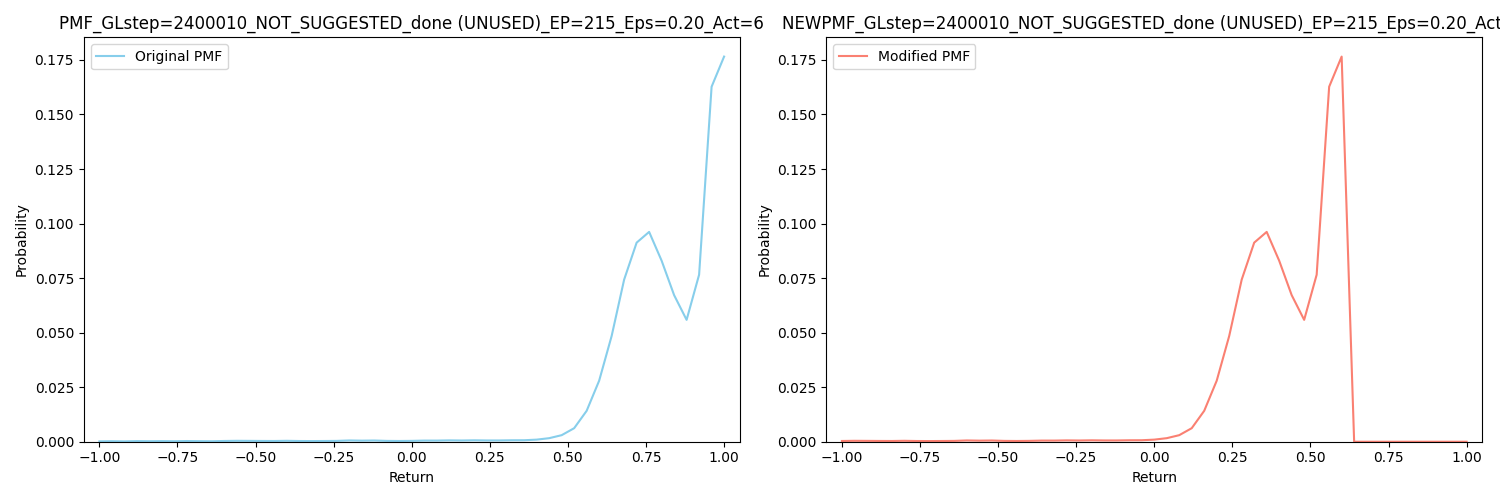 PMF_GLstep=2400010_NOT_SUGGESTED_done (UNUSED)_EP=215_Eps=0.20_Act=6
Original PMF
0.175
0.150
0.125
0.100
0.075
0.050
0.025
0.000
Probability
−1.00 −0.75 −0.50 −0.25 0.00 0.25 0.50 0.75 1.00
Return
NEWPMF_GLstep=2400010_NOT_SUGGESTED_done (UNUSED)_EP=215_Eps=0.20_Act
Modified PMF
0.175
0.150
0.125
0.100
0.075
0.050
0.025
0.000
Probability
−1.00 −0.75 −0.50 −0.25 0.00 0.25 0.50 0.75 1.00
Return